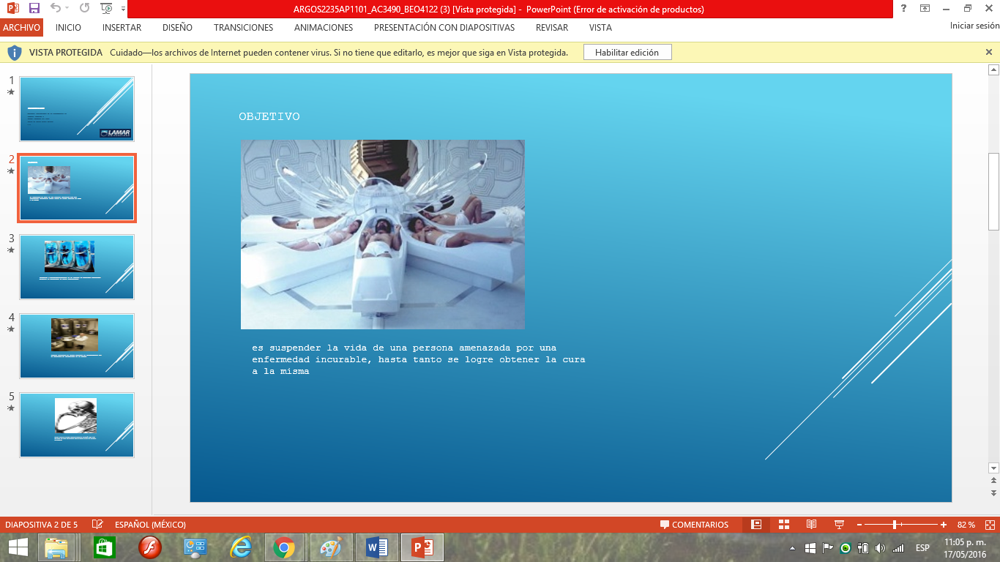 ARGOS2235AP1101_AC3490_BEO4122 (3) [Vista protegida] - PowerPoint (Error de activación de productos)
?
ARCHIVO INICIO INSERTAR DISEÑO TRANSICIONES ANIMACIONES PRESENTACIÓN CON DIAPOSITIVAS REVISAR VISTA Iniciar sesión
VISTA PROTEGIDA Cuidado—los archivos de Internet pueden contener virus. Si no tiene que editarlo, es mejor que siga en Vista protegida. Habilitar edición
1
LAMAR
2
3
4
5
OBJETIVO
es suspender la vida de una persona amenazada por una
enfermedad incurable, hasta tanto se logre obtener la cura
a la misma
DIAPOSITIVA 2 DE 5 ESPAÑOL (MÉXICO) COMENTARIOS 82 %
ESP 11:05 p. m.
17/05/2016